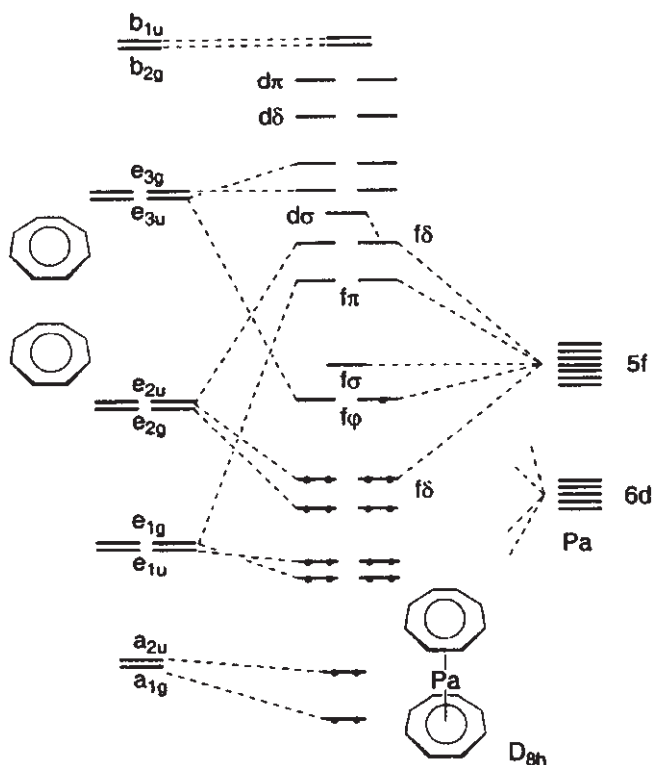 b1u
b2g
dπ
dδ
e3g
e3u
dσ
fδ
fπ
5f
fσ
e2u
e2g
fφ
fδ
6d
Pa
e1g
e1u
a2u
a1g
Pa
D8h